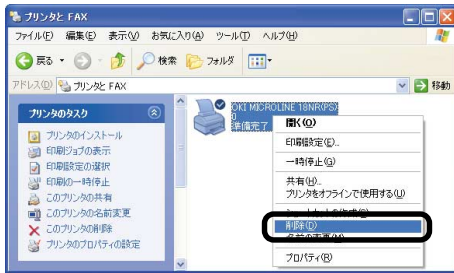 プリンタと FAX
ファイル(F) 編集(E) 表示(V) お気に入り(A) ツール(T) ヘルプ(H)
戻る 検索 フォルダ
アドレス(D) プリンタと FAX 移動
プリンタのタスク
プリンタのインストール
印刷ジョブの表示
印刷設定の選択
印刷の一時停止
このプリンタの共有
このプリンタの名前変更
このプリンタの削除
プリンタのプロパティの設定
OKI MICROLINE 18NR(PS)
0
準備完了
開く(O)
印刷設定(E)...
一時停止(G)
共有(H)...
プリンタをオフラインで使用する(U)
削除(D)
名前の変更(M)
プロパティ(R)